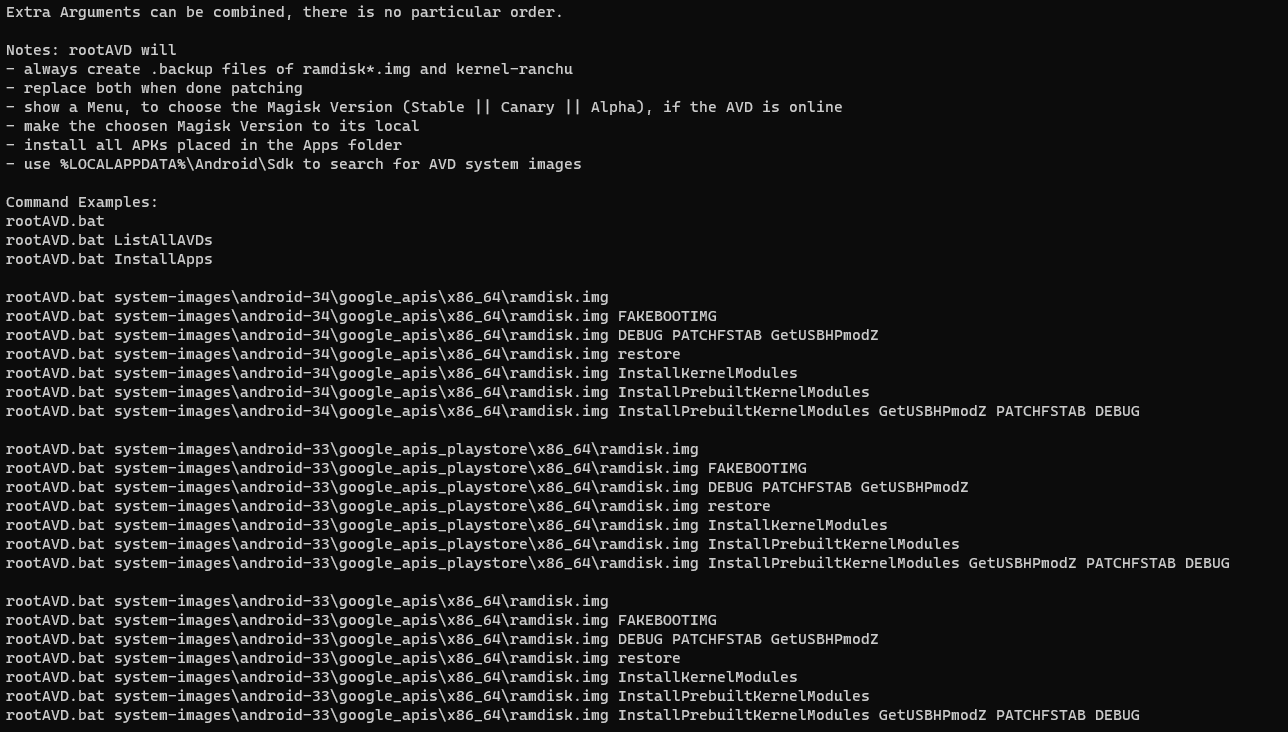 Extra Arguments can be combined, there is no particular order.
Notes: rootAVD will
- always create .backup files of ramdisk*.img and kernel-ranchu
- replace both when done patching
- show a Menu, to choose the Magisk Version (Stable || Canary || Alpha), if the AVD is online
- make the choosen Magisk Version to its local
- install all APKs placed in the Apps folder
- use %LOCALAPPDATA%\Android\Sdk to search for AVD system images
Command Examples:
rootAVD.bat
rootAVD.bat ListAllAVDs
rootAVD.bat InstallApps
rootAVD.bat system-images\android-34\google_apis\x86_64\ramdisk.img
rootAVD.bat system-images\android-34\google_apis\x86_64\ramdisk.img FAKEBOOTIMG
rootAVD.bat system-images\android-34\google_apis\x86_64\ramdisk.img DEBUG PATCHFSTAB GetUSBHPmodZ
rootAVD.bat system-images\android-34\google_apis\x86_64\ramdisk.img restore
rootAVD.bat system-images\android-34\google_apis\x86_64\ramdisk.img InstallKernelModules
rootAVD.bat system-images\android-34\google_apis\x86_64\ramdisk.img InstallPrebuiltKernelModules
rootAVD.bat system-images\android-34\google_apis\x86_64\ramdisk.img InstallPrebuiltKernelModules GetUSBHPmodZ PATCHFSTAB DEBUG
rootAVD.bat system-images\android-33\google_apis_playstore\x86_64\ramdisk.img
rootAVD.bat system-images\android-33\google_apis_playstore\x86_64\ramdisk.img FAKEBOOTIMG
rootAVD.bat system-images\android-33\google_apis_playstore\x86_64\ramdisk.img DEBUG PATCHFSTAB GetUSBHPmodZ
rootAVD.bat system-images\android-33\google_apis_playstore\x86_64\ramdisk.img restore
rootAVD.bat system-images\android-33\google_apis_playstore\x86_64\ramdisk.img InstallKernelModules
rootAVD.bat system-images\android-33\google_apis_playstore\x86_64\ramdisk.img InstallPrebuiltKernelModules
rootAVD.bat system-images\android-33\google_apis_playstore\x86_64\ramdisk.img InstallPrebuiltKernelModules GetUSBHPmodZ PATCHFSTAB DEBUG
rootAVD.bat system-images\android-33\google_apis\x86_64\ramdisk.img
rootAVD.bat system-images\android-33\google_apis\x86_64\ramdisk.img FAKEBOOTIMG
rootAVD.bat system-images\android-33\google_apis\x86_64\ramdisk.img DEBUG PATCHFSTAB GetUSBHPmodZ
rootAVD.bat system-images\android-33\google_apis\x86_64\ramdisk.img restore
rootAVD.bat system-images\android-33\google_apis\x86_64\ramdisk.img InstallKernelModules
rootAVD.bat system-images\android-33\google_apis\x86_64\ramdisk.img InstallPrebuiltKernelModules
rootAVD.bat system-images\android-33\google_apis\x86_64\ramdisk.img InstallPrebuiltKernelModules GetUSBHPmodZ PATCHFSTAB DEBUG